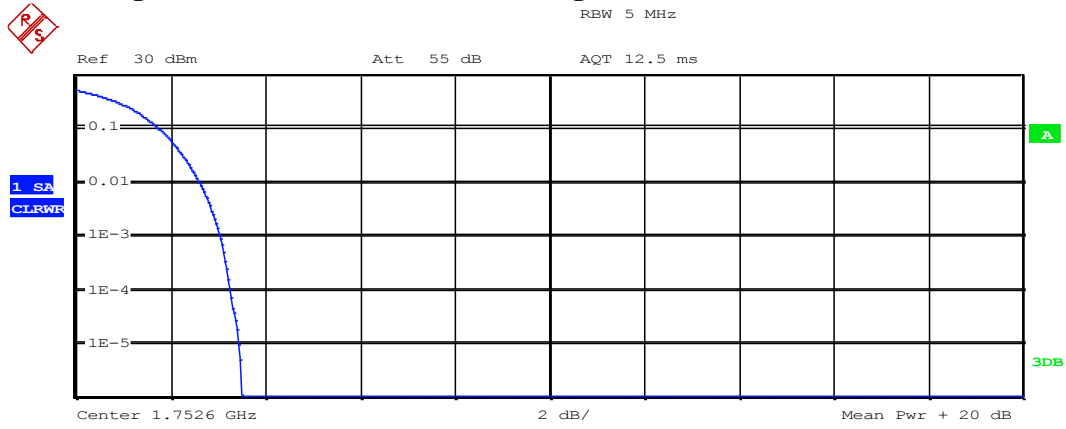 RBW 5 MHz
R
S
Ref 30 dBm Att 55 dB AQT 12.5 ms
0.1
A
0.01
1 SA
CLRWR
1E-3
1E-4
1E-5
3DB
Center 1.7526 GHz 2 dB/ Mean Pwr + 20 dB